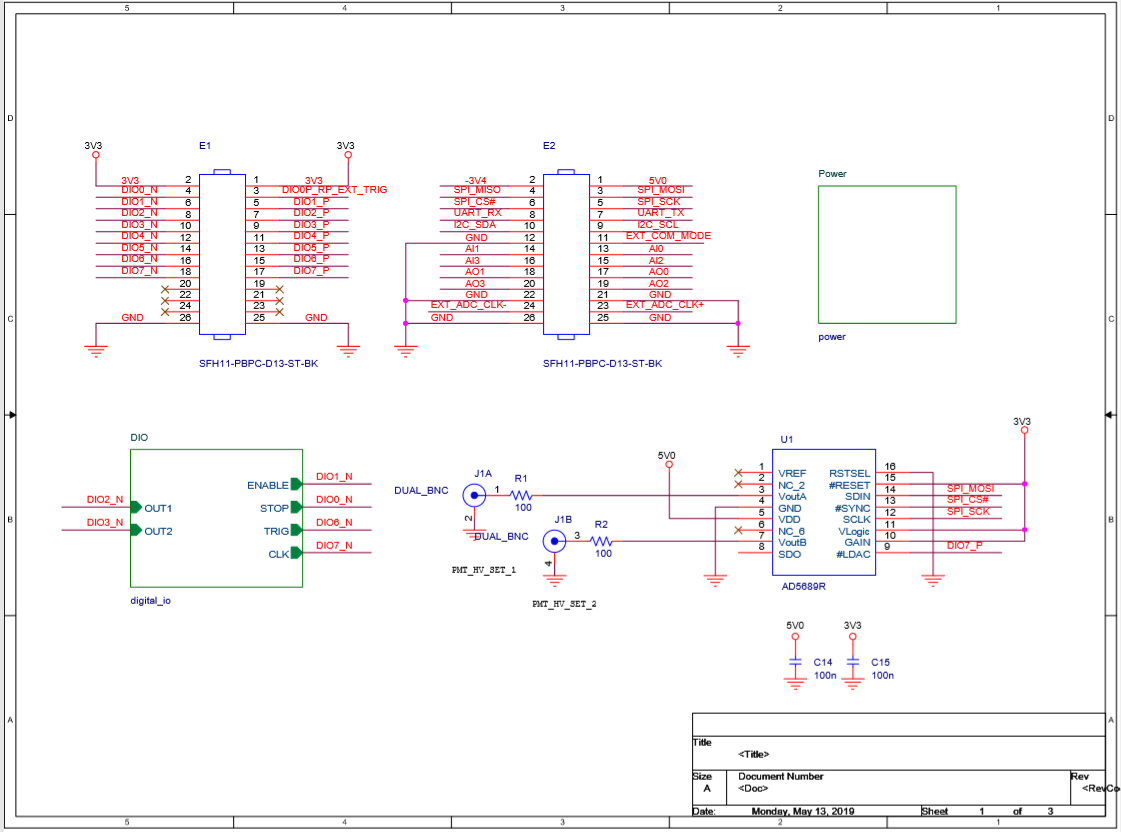 5 4 3 2 1
D D
E1 E2
3V3 3V3
Power
3V3 2 1 3V3
DIO0_N 4 3 DIO0P_RP_EXT_TRIG
DIO1_N 6 5 DIO1_P
DIO2_N 8 7 DIO2_P
DIO3_N 10 9 DIO3_P
DIO4_N 12 11 DIO4_P
DIO5_N 14 13 DIO5_P
DIO6_N 16 15 DIO6_P
DIO7_N 18 17 DIO7_P
20 19
22 21
24 23
GND 26 25 GND
SFH11-PBPC-D13-ST-BK
-3V4 2 1 5V0
SPI_MISO 4 3 SPI_MOSI
SPI_CS# 6 5 SPI_SCK
UART_RX 8 7 UART_TX
I2C_SDA 10 9 I2C_SCL
GND 12 11 EXT_COM_MODE
AI1 14 13 AI0
AI3 16 15 AI2
AO1 18 17 AO0
AO3 20 19 AO2
GND 22 21 GND
EXT_ADC_CLK- 24 23 EXT_ADC_CLK+
GND 26 25 GND
SFH11-PBPC-D13-ST-BK
power
C C
DIO
ENABLE DIO1_N
DIO2_N OUT1 STOP DIO0_N
DIO3_N OUT2 TRIG DIO6_N
CLK DIO7_N
digital_io
J1A
DUAL_BNC 1 R1
100
2
J1B
DUAL_BNC 3 R2
100
4
PMT_HV_SET_1
PMT_HV_SET_2
5V0
U1
3V3
1 VREF RSTSEL 16
2 NC_2 #RESET 15
3 VoutA SDIN 14 SPI_MOSI
4 GND #SYNC 13 SPI_CS#
5 VDD SCLK 12 SPI_SCK
6 NC_6 VLogic 11
7 VoutB GAIN 10
8 SDO #LDAC 9 DIO7_P
AD5689R
B B
5V0 3V3
C14 C15
100n 100n
A A
Title
<Title>
Size Document Number Rev
A <Doc> <RevCo
Date: Monday, May 13, 2019 Sheet 1 of 3
5 4 3 2 1